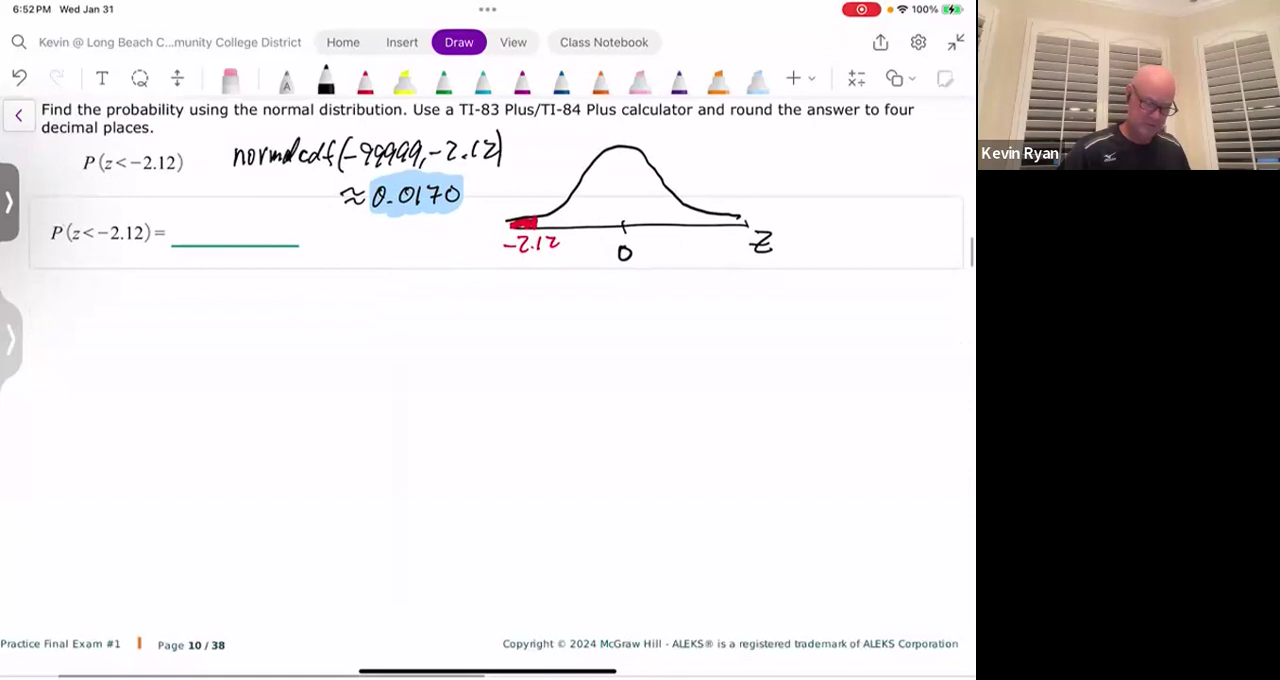 6:52 PM Wed Jan 31
100%
Kevin @ Long Beach C...munity College District
Home Insert Draw View Class Notebook
Find the probability using the normal distribution. Use a TI-83 Plus/TI-84 Plus calculator and round the answer to four
decimal places.
P(z<−2.12) normalcdf(-99999,-2.12)
≈ 0.0170
P(z<−2.12)=
-2.12
0
Z
Practice Final Exam #1 Page 10 / 38
Copyright © 2024 McGraw Hill - ALEKS® is a registered trademark of ALEKS Corporation
Kevin Ryan